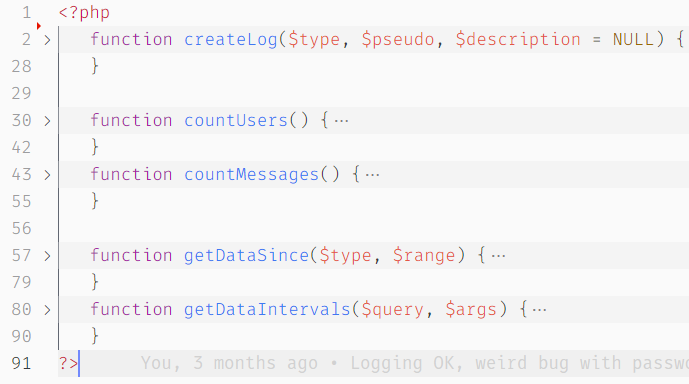 1 <?php
2 > function createLog($type, $pseudo, $description = NULL) {
28 }
29
30 > function countUsers() {···
42 }
43 > function countMessages() {···
55 }
56
57 > function getDataSince($type, $range) {···
79 }
80 > function getDataIntervals($query, $args) {···
90 }
91 ?> You, 3 months ago • Logging OK, weird bug with passwo